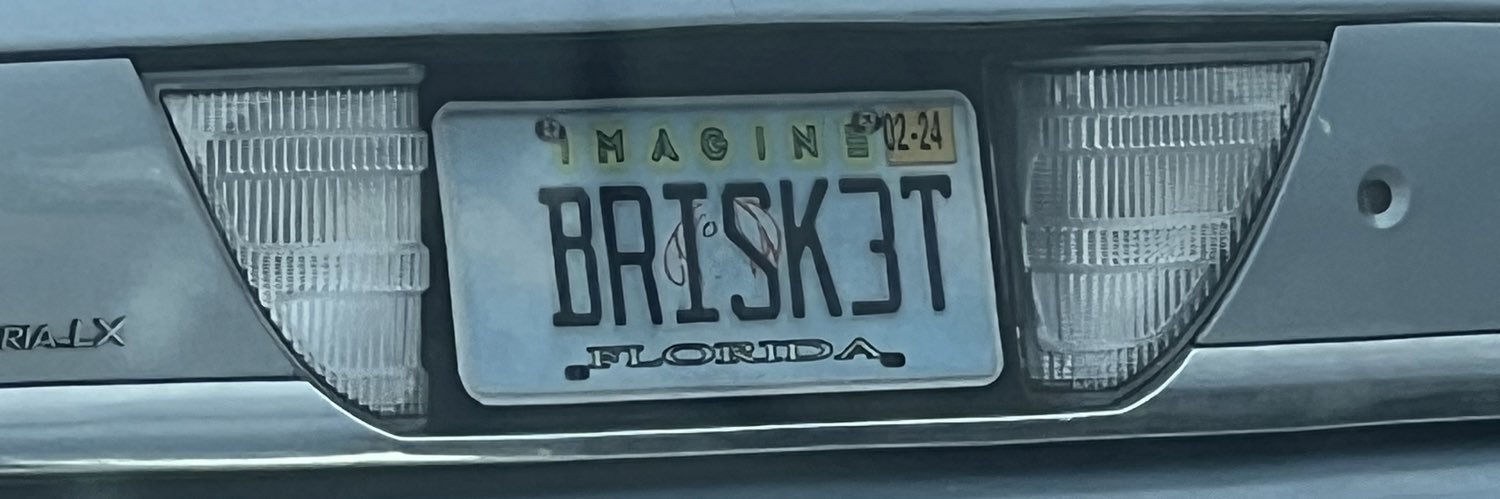 IMAGINE 02-24
BRISK3T
FLORIDA
RIA-LX